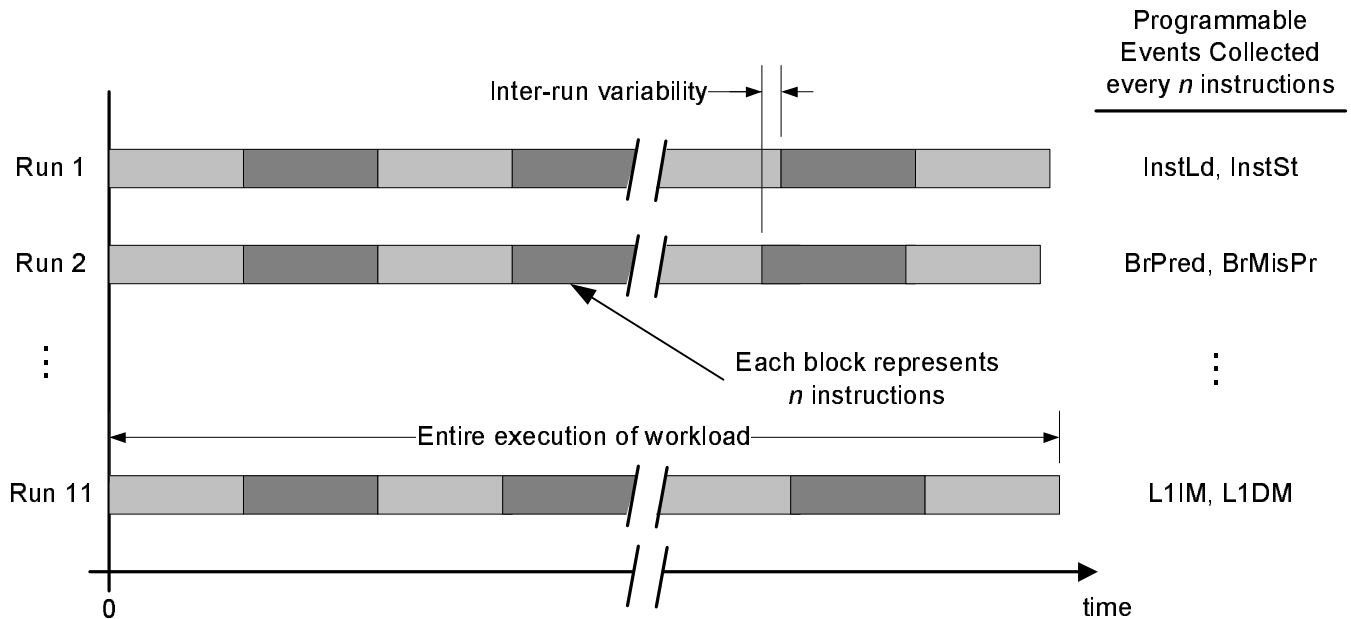 Programmable
Events Collected
every n instructions
Inter-run variability
Run 1
InstLd, InstSt
Run 2
BrPred, BrMisPr
Each block represents
n instructions
Entire execution of workload
Run 11
L1IM, L1DM
0
time